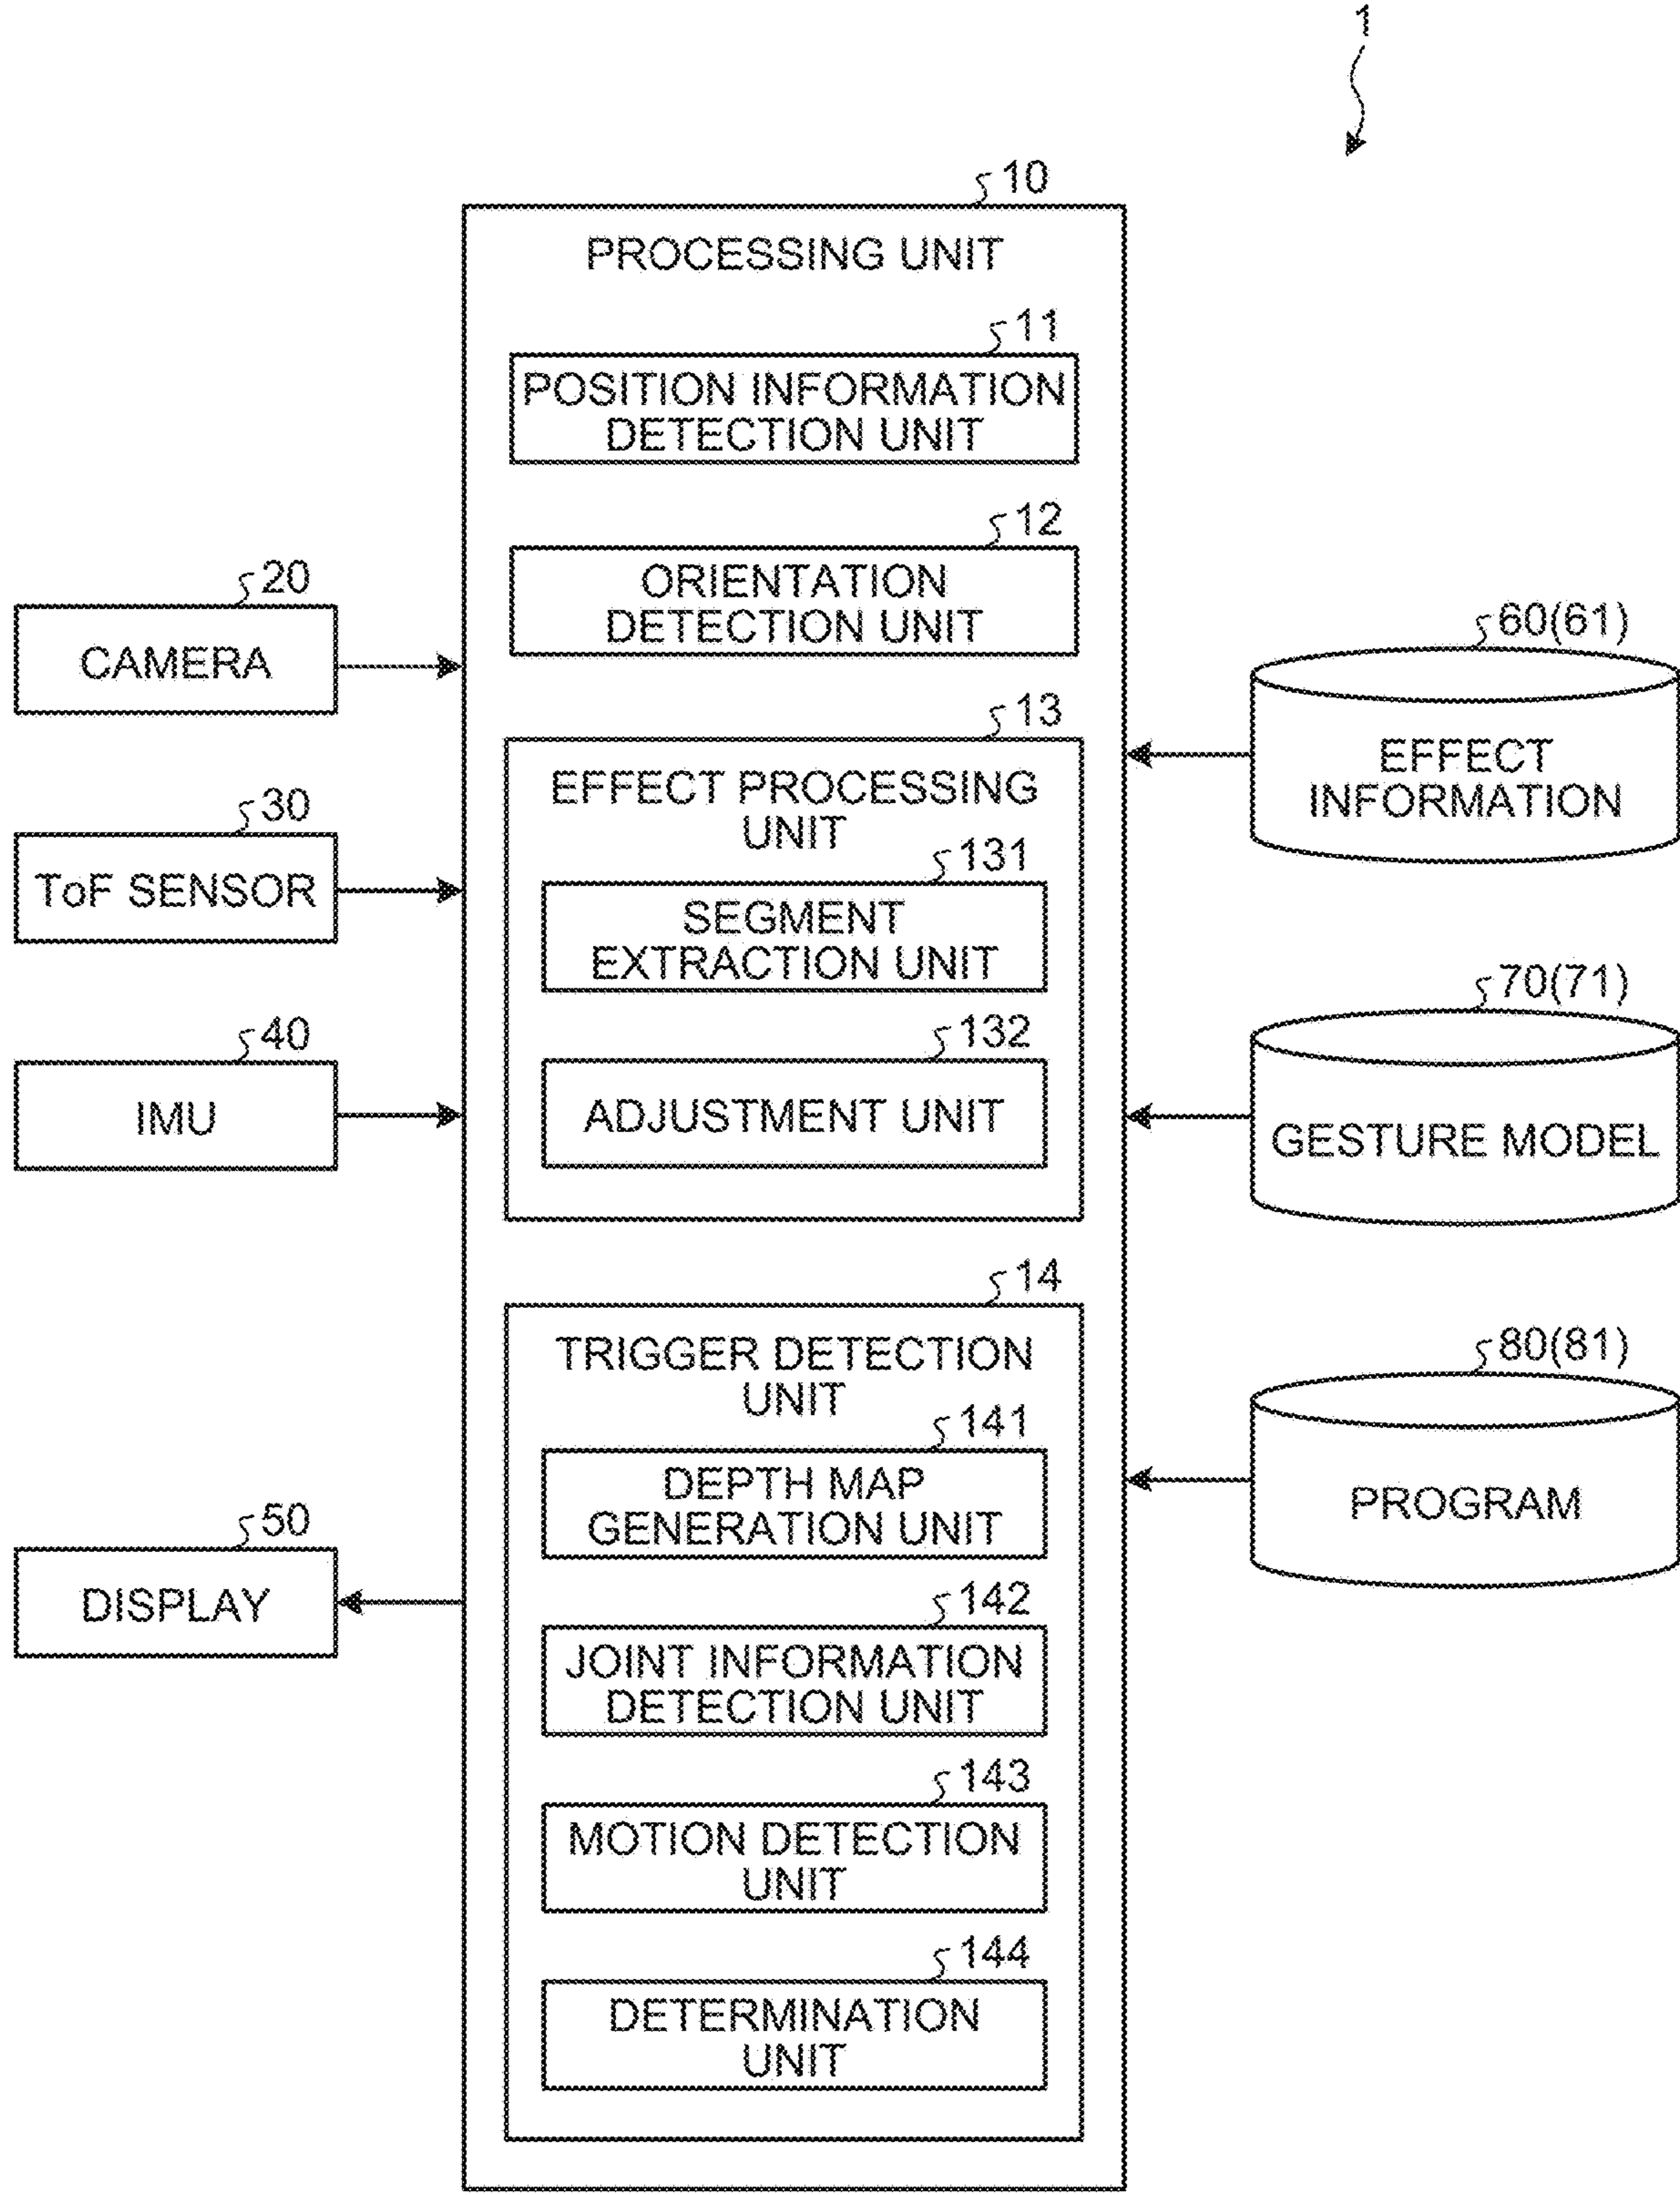 1
10
PROCESSING UNIT
11
POSITION INFORMATION
DETECTION UNIT
12
ORIENTATION
DETECTION UNIT
13
EFFECT PROCESSING
UNIT
131
SEGMENT
EXTRACTION UNIT
132
ADJUSTMENT UNIT
14
TRIGGER DETECTION
UNIT
141
DEPTH MAP
GENERATION UNIT
142
JOINT INFORMATION
DETECTION UNIT
143
MOTION DETECTION
UNIT
144
DETERMINATION
UNIT
20
CAMERA
30
ToF SENSOR
40
IMU
50
DISPLAY
60(61)
EFFECT
INFORMATION
70(71)
GESTURE MODEL
80(81)
PROGRAM